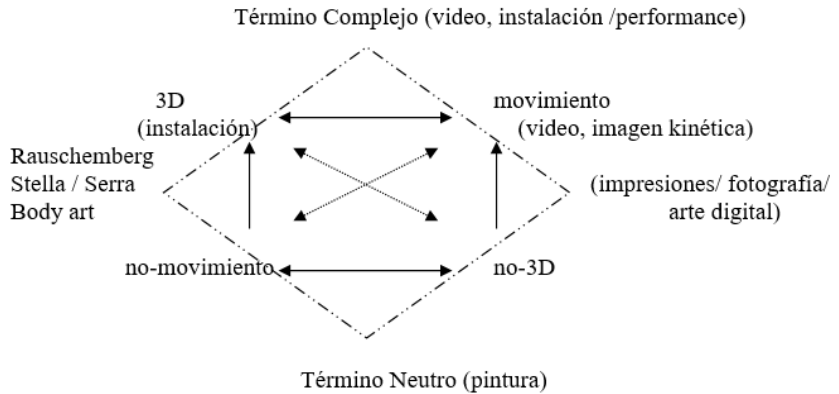 Término Complejo (video, instalación /performance)
3D
(instalación)
movimiento
(video, imagen kinética)
Rauschemberg
Stella / Serra
Body art
(impresiones/ fotografía/
arte digital)
no-movimiento
no-3D
Término Neutro (pintura)